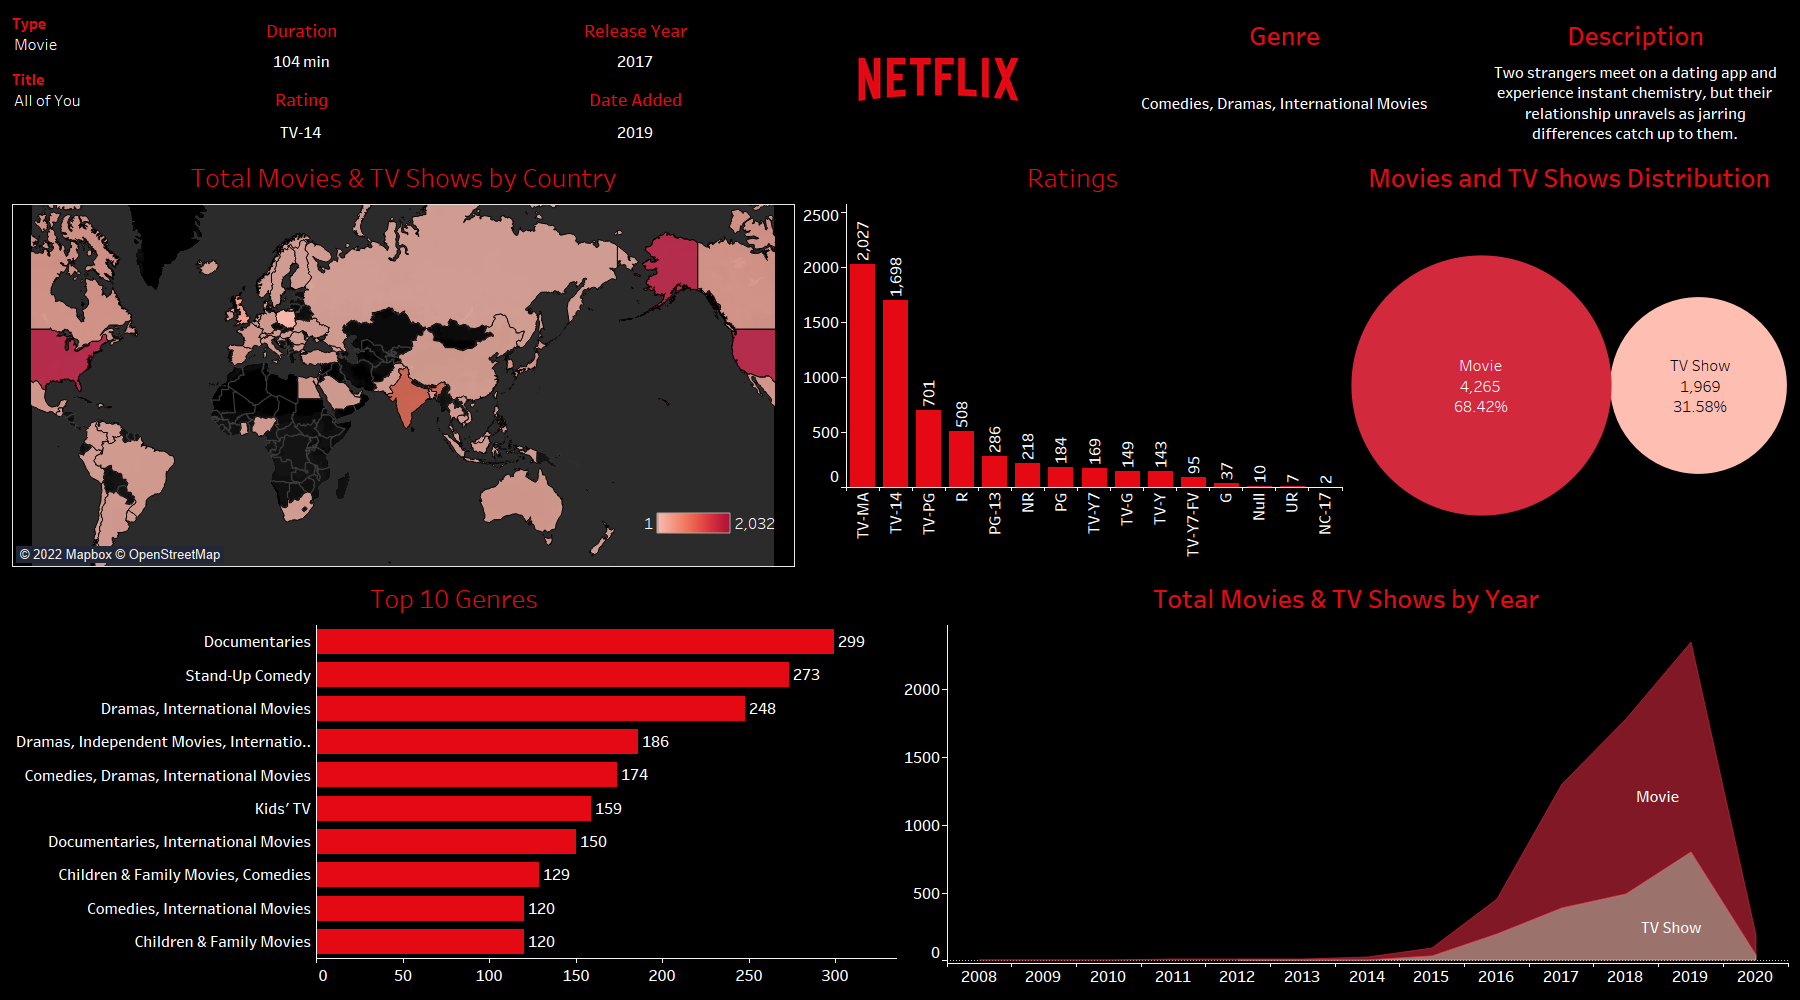 Type
Movie
Title
All of You
Duration
104 min
Rating
TV-14
Release Year
2017
Date Added
2019
NETFLIX
Genre
Comedies, Dramas, International Movies
Description
Two strangers meet on a dating app and
experience instant chemistry, but their
relationship unravels as jarring
differences catch up to them.
Total Movies & TV Shows by Country
1
2,032
© 2022 Mapbox © OpenStreetMap
Ratings
2500
2000
1500
1000
500
0
2,027
1,698
701
508
286
218
184
169
149
143
95
37
10
7
2
TV-MA
TV-14
TV-PG
R
PG-13
NR
PG
TV-Y7
TV-G
TV-Y
TV-Y7-FV
G
Null
UR
NC-17
Movies and TV Shows Distribution
Movie
4,265
68.42%
TV Show
1,969
31.58%
Top 10 Genres
Documentaries 299
Stand-Up Comedy 273
Dramas, International Movies 248
Dramas, Independent Movies, Internatio.. 186
Comedies, Dramas, International Movies 174
Kids’ TV 159
Documentaries, International Movies 150
Children & Family Movies, Comedies 129
Comedies, International Movies 120
Children & Family Movies 120
0 50 100 150 200 250 300
Total Movies & TV Shows by Year
2000
1500
1000
500
0
Movie
TV Show
2008 2009 2010 2011 2012 2013 2014 2015 2016 2017 2018 2019 2020